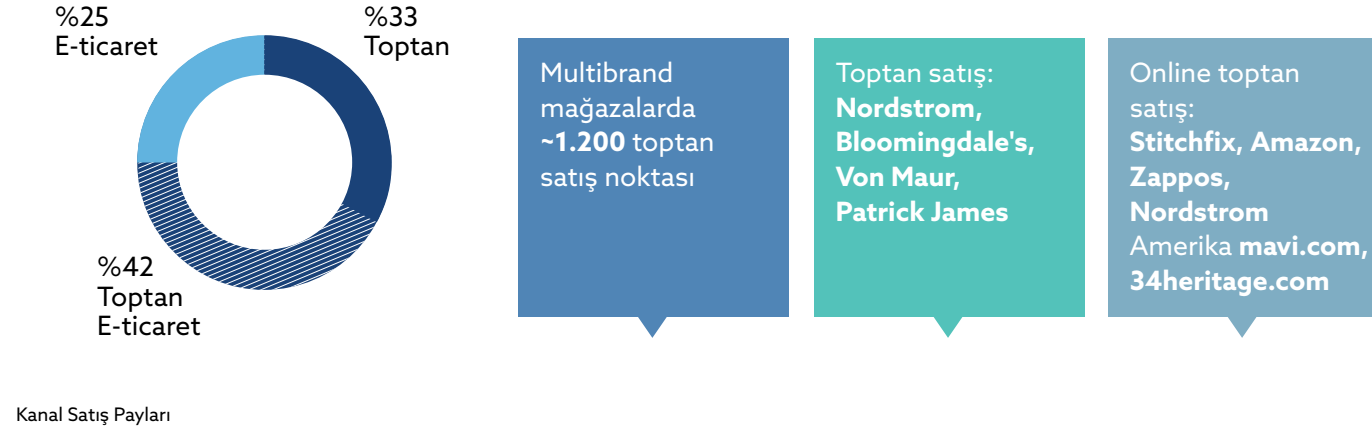 %25
E-ticaret
%33
Toptan
%42
Toptan
E-ticaret
Multibrand
mağazalarda
~1.200 toptan
satış noktası
Toptan satış:
Nordstrom,
Bloomingdale's,
Von Maur,
Patrick James
Online toptan
satış:
Stitchfix, Amazon,
Zappos,
Nordstrom
Amerika mavi.com,
34heritage.com
Kanal Satış Payları